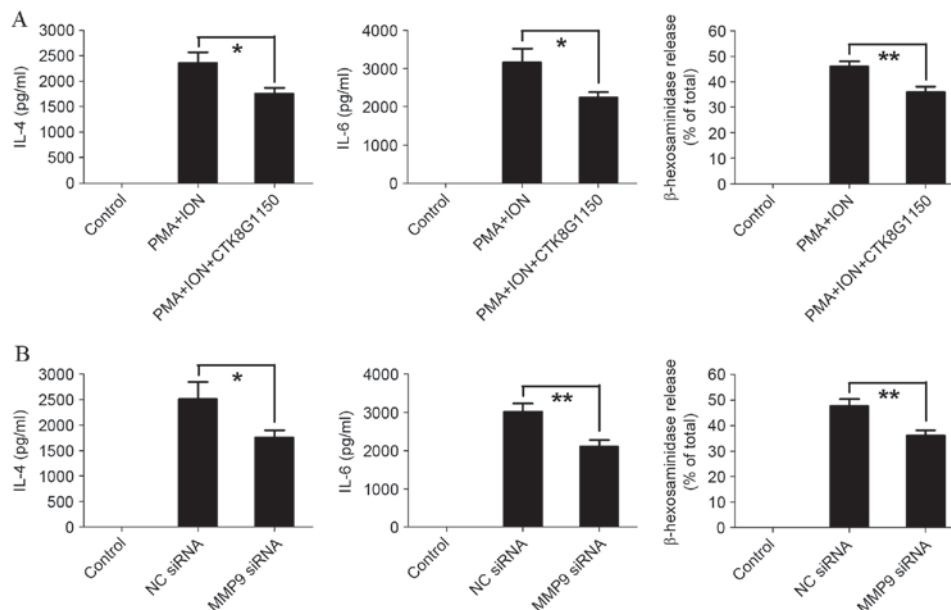 A
IL-4 (pg/ml)
3000
2500
2000
1500
1000
500
0
*
Control
PMA+ION
PMA+ION+CTK8G1150
IL-6 (pg/ml)
4000
3000
2000
1000
0
*
Control
PMA+ION
PMA+ION+CTK8G1150
β-hexosaminidase release
(% of total)
60
50
40
30
20
10
0
**
Control
PMA+ION
PMA+ION+CTK8G1150
B
IL-4 (pg/ml)
3000
2500
2000
1500
1000
500
0
*
Control
NC siRNA
MMP9 siRNA
IL-6 (pg/ml)
4000
3000
2000
1000
0
**
Control
NC siRNA
MMP9 siRNA
β-hexosaminidase release
(% of total)
60
50
40
30
20
10
0
**
Control
NC siRNA
MMP9 siRNA